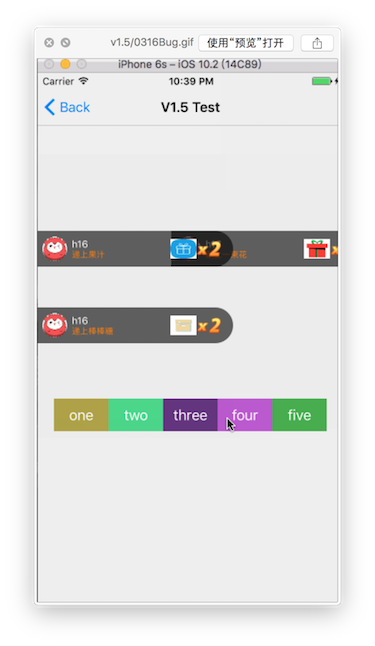 v1.5/0316Bug.gif
使用“预览”打开
iPhone 6s – iOS 10.2 (14C89)
Carrier
10:39 PM
Back
V1.5 Test
h16
送上果汁
x2
h16
送上棒棒糖
x2
one two three four five